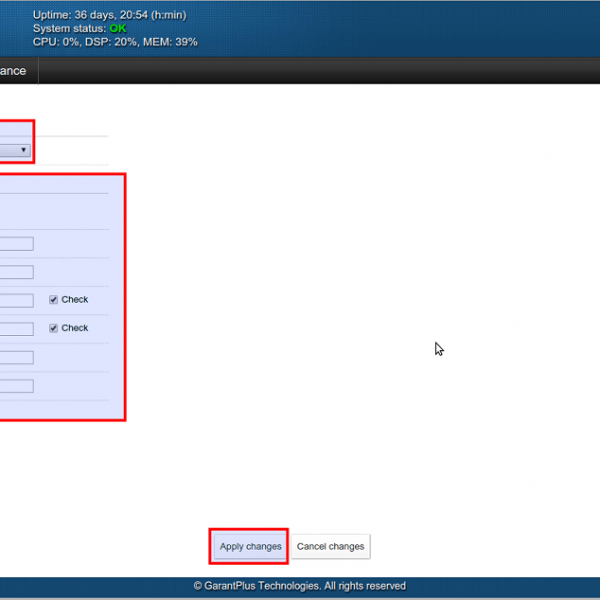 Uptime: 36 days, 20:54 (h:min)
System status: OK
CPU: 0%, DSP: 20%, MEM: 39%
ance
Check
Check
Apply changes Cancel changes
© GarantPlus Technologies. All rights reserved